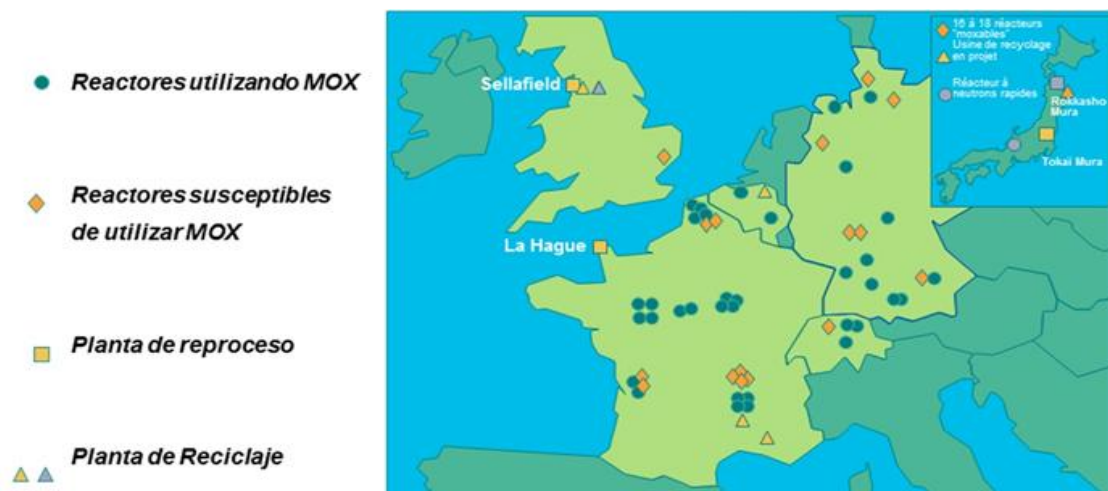 Reactores utilizando MOX
Reactores susceptibles
de utilizar MOX
Planta de reproceso
Planta de Reciclaje
Sellafield
La Hague
16 à 18 réacteurs
"moxables"
Usine de recyclage
en projet
Réacteur à
neutrons rapides
Rokkasho
Mura
Tokai Mura